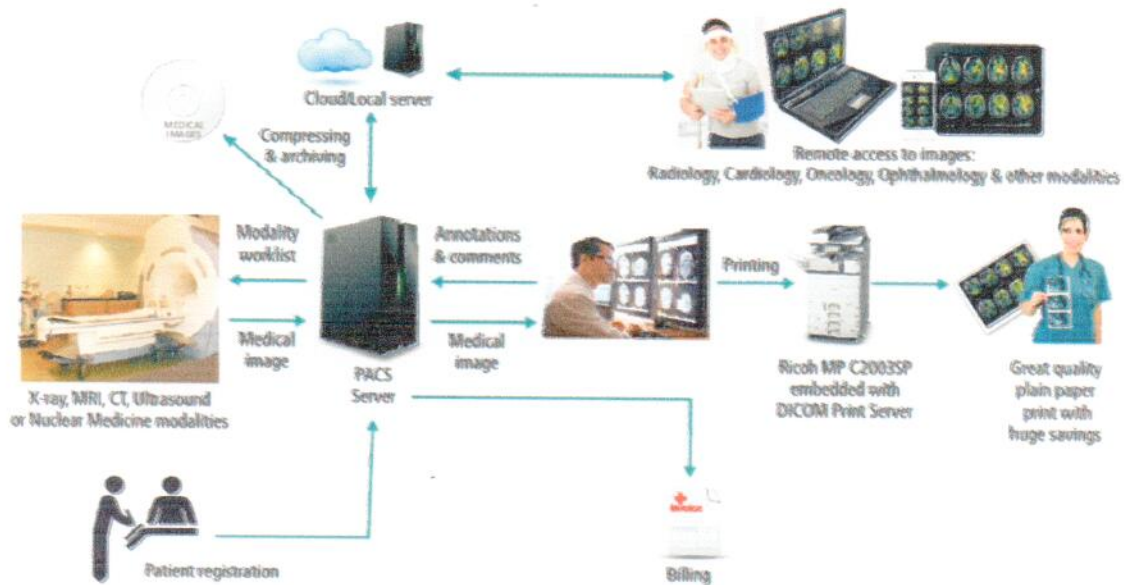 Cloud/Local server
MEDICAL
IMAGES
Compressing
& archiving
Remote access to images:
Radiology, Cardiology, Oncology, Ophthalmology & other modalities
Modality
worklist
Annotations
& comments
Printing
Medical
image
Medical
image
PACS
Server
X-ray, MRI, CT, Ultrasound
or Nuclear Medicine modalities
Ricoh MP C2003SP
embedded with
DICOM Print Server
Great quality
plain paper
print with
huge savings
Patient registration
Billing